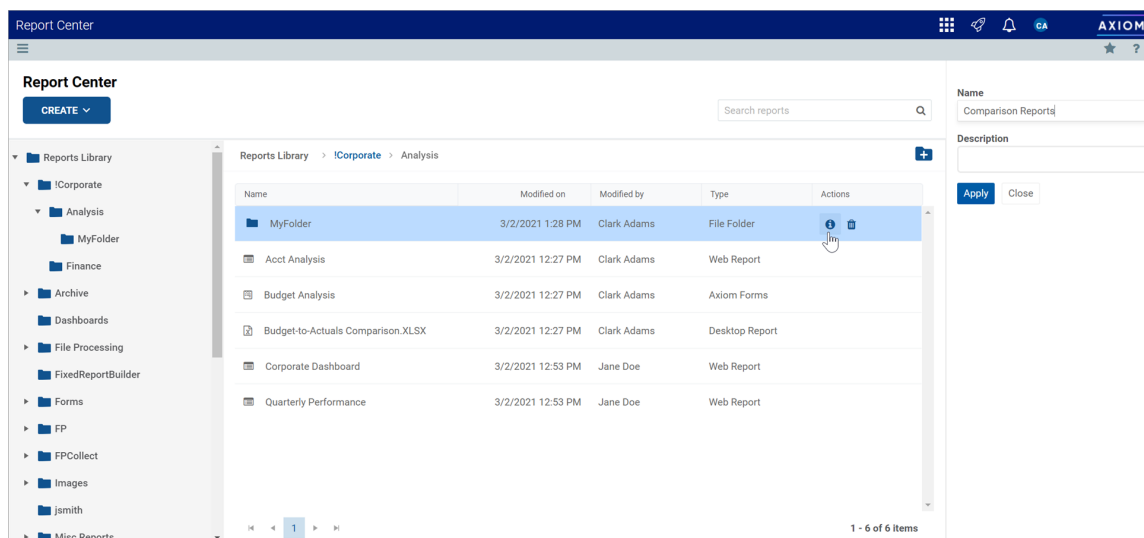 Report Center
CA
AXIOM
?
Report Center
CREATE
Search reports
Name
Comparison Reports
Description
Apply Close
Reports Library
!Corporate
Analysis
MyFolder
Finance
Archive
Dashboards
File Processing
FixedReportBuilder
Forms
FP
FPCollect
Images
jsmith
Misc Reports
Reports Library > !Corporate > Analysis
Name Modified on Modified by Type Actions
MyFolder 3/2/2021 1:28 PM Clark Adams File Folder
Acct Analysis 3/2/2021 12:27 PM Clark Adams Web Report
Budget Analysis 3/2/2021 12:27 PM Clark Adams Axiom Forms
Budget-to-Actuals Comparison.XLSX 3/2/2021 12:27 PM Clark Adams Desktop Report
Corporate Dashboard 3/2/2021 12:53 PM Jane Doe Web Report
Quarterly Performance 3/2/2021 12:53 PM Jane Doe Web Report
1
1 - 6 of 6 items